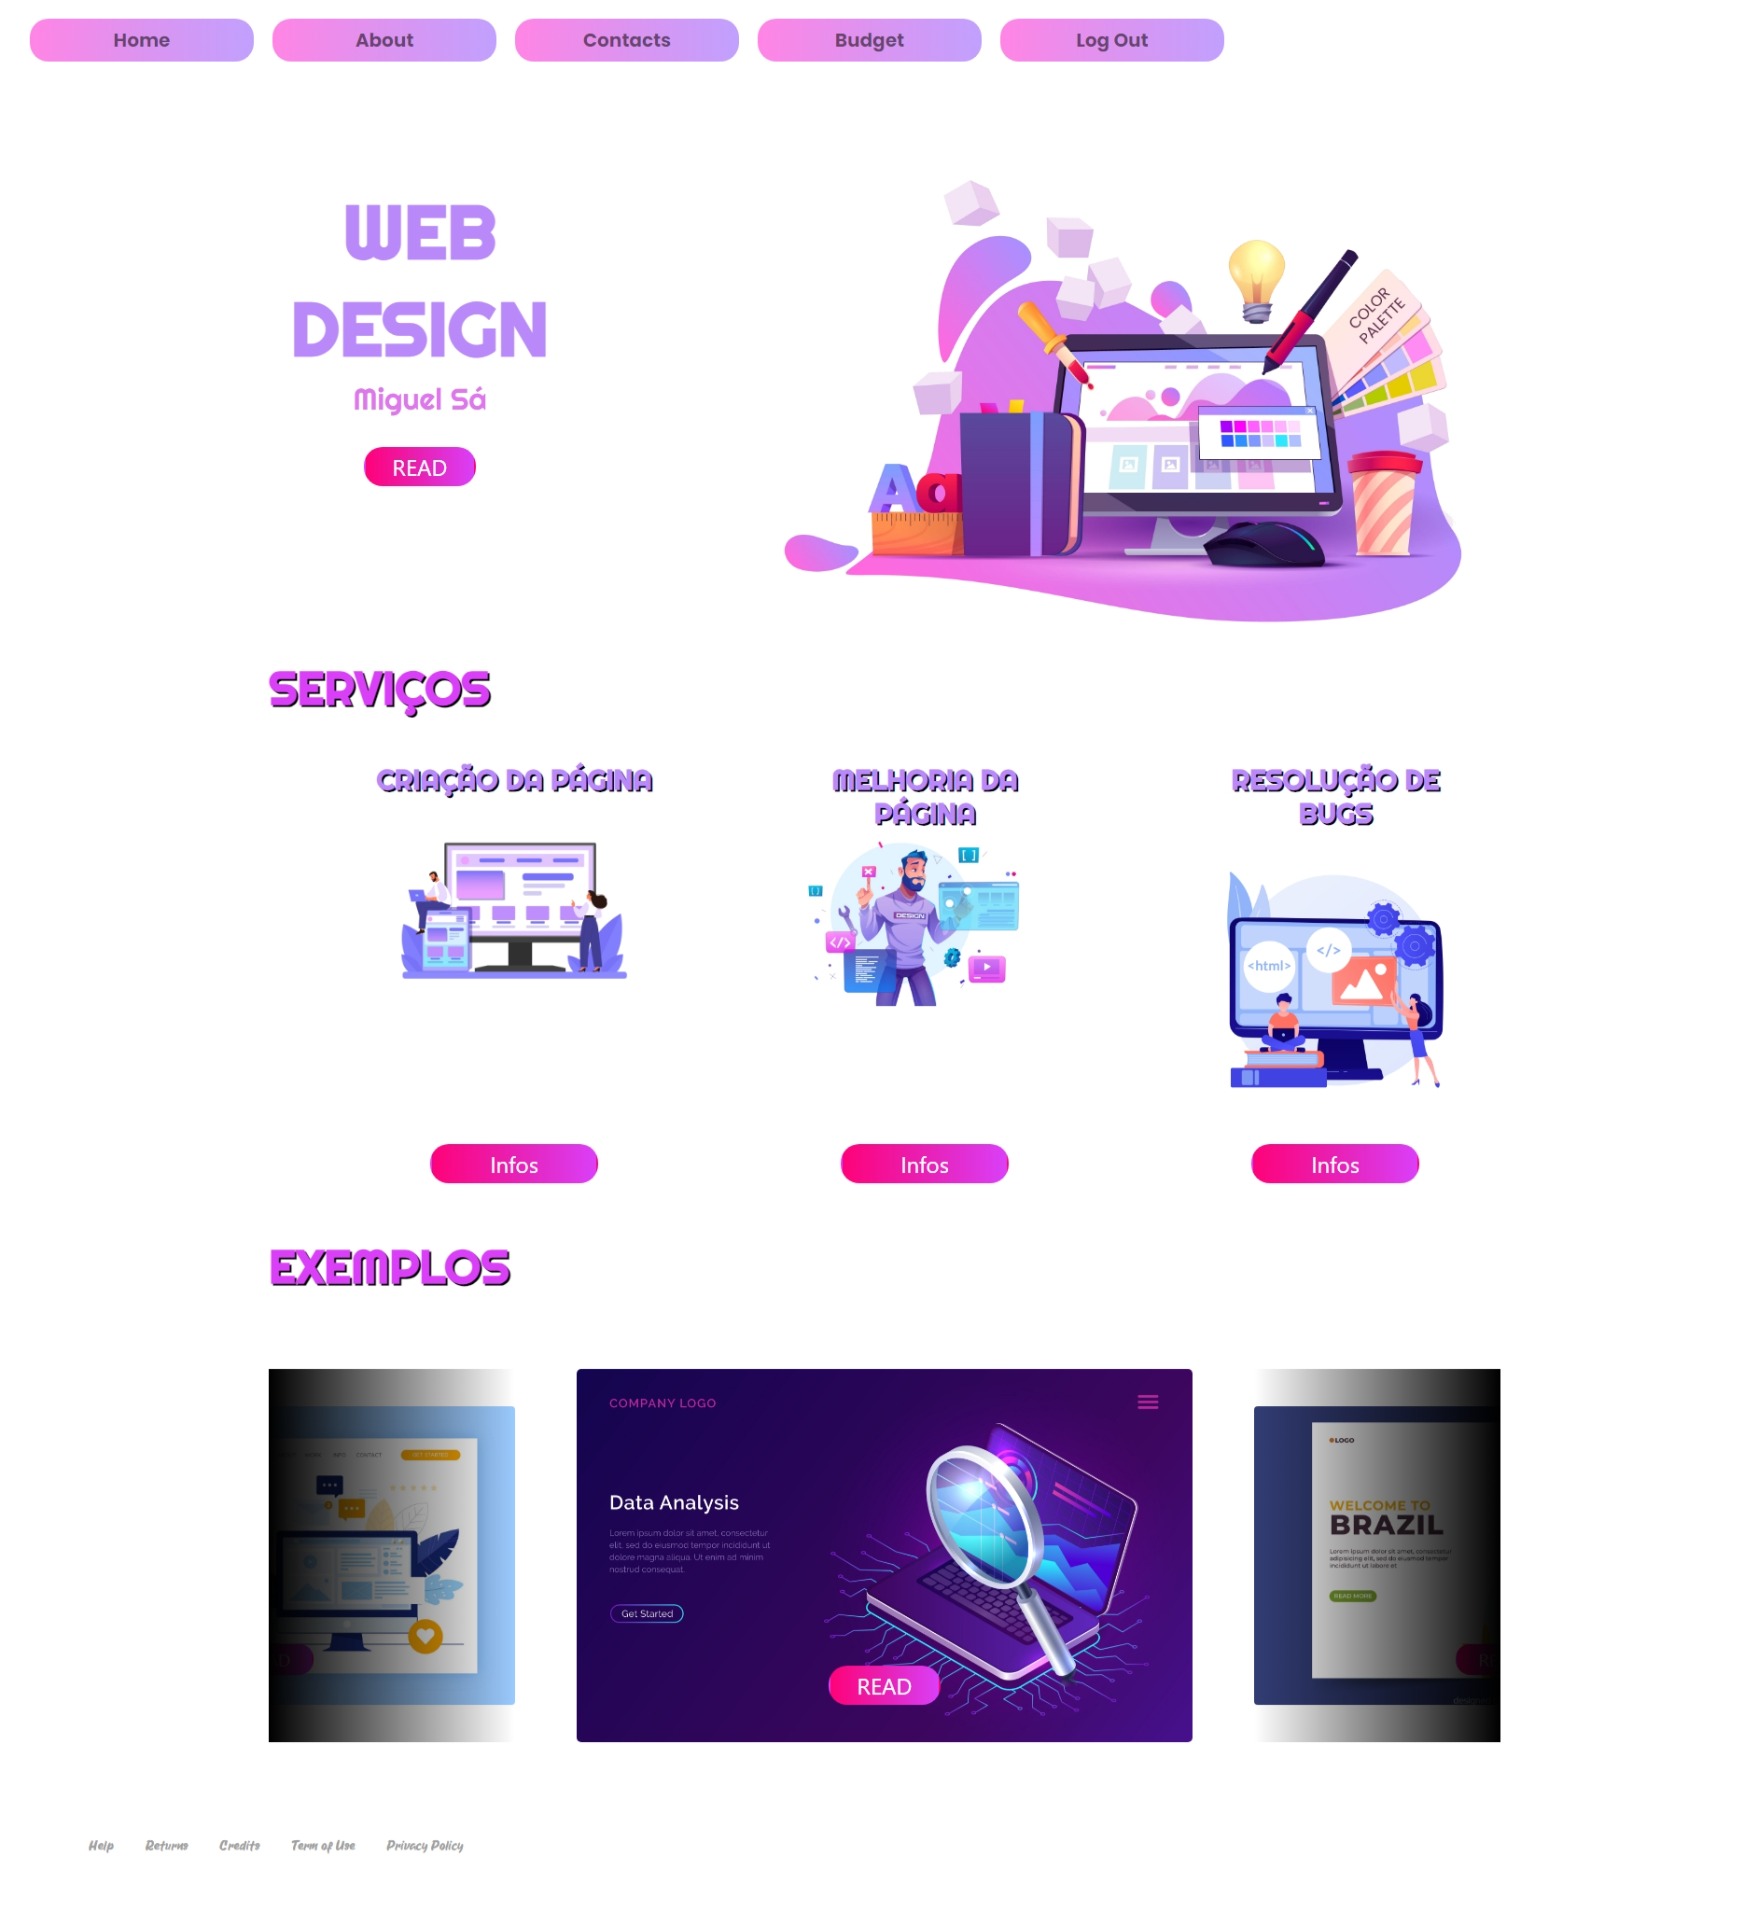 Home
About
Contacts
Budget
Log Out
WEB
DESIGN
Miguel Sá
READ
COLOR
PALETTE
Aa
SERVIÇOS
CRIAÇÃO DA PÁGINA
MELHORIA DA
PÁGINA
RESOLUÇÃO DE
BUGS
DESIGN
</>
<html>
</>
Infos
Infos
Infos
EXEMPLOS
INFO
CONTACT
GET STARTED
COMPANY LOGO
Data Analysis
Lorem ipsum dolor sit amet, consectetur
elit, sed do eiusmod tempor incididunt ut
dolore magna aliqua. Ut enim ad minim
nostrud consequat.
Get Started
READ
LOGO
WELCOME TO
BRAZIL
Lorem ipsum dolor sit amet, consectetur
adipiscing elit, sed do eiusmod tempor
incididunt ut labore et
READ MORE
Help
Returns
Credits
Term of Use
Privacy Policy